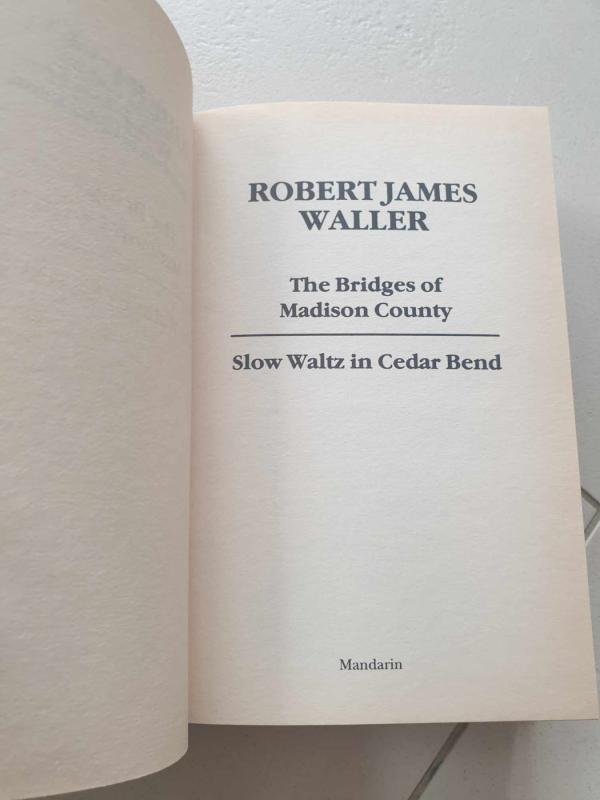 ROBERT JAMES
WALLER
The Bridges of
Madison County
Slow Waltz in Cedar Bend
Mandarin